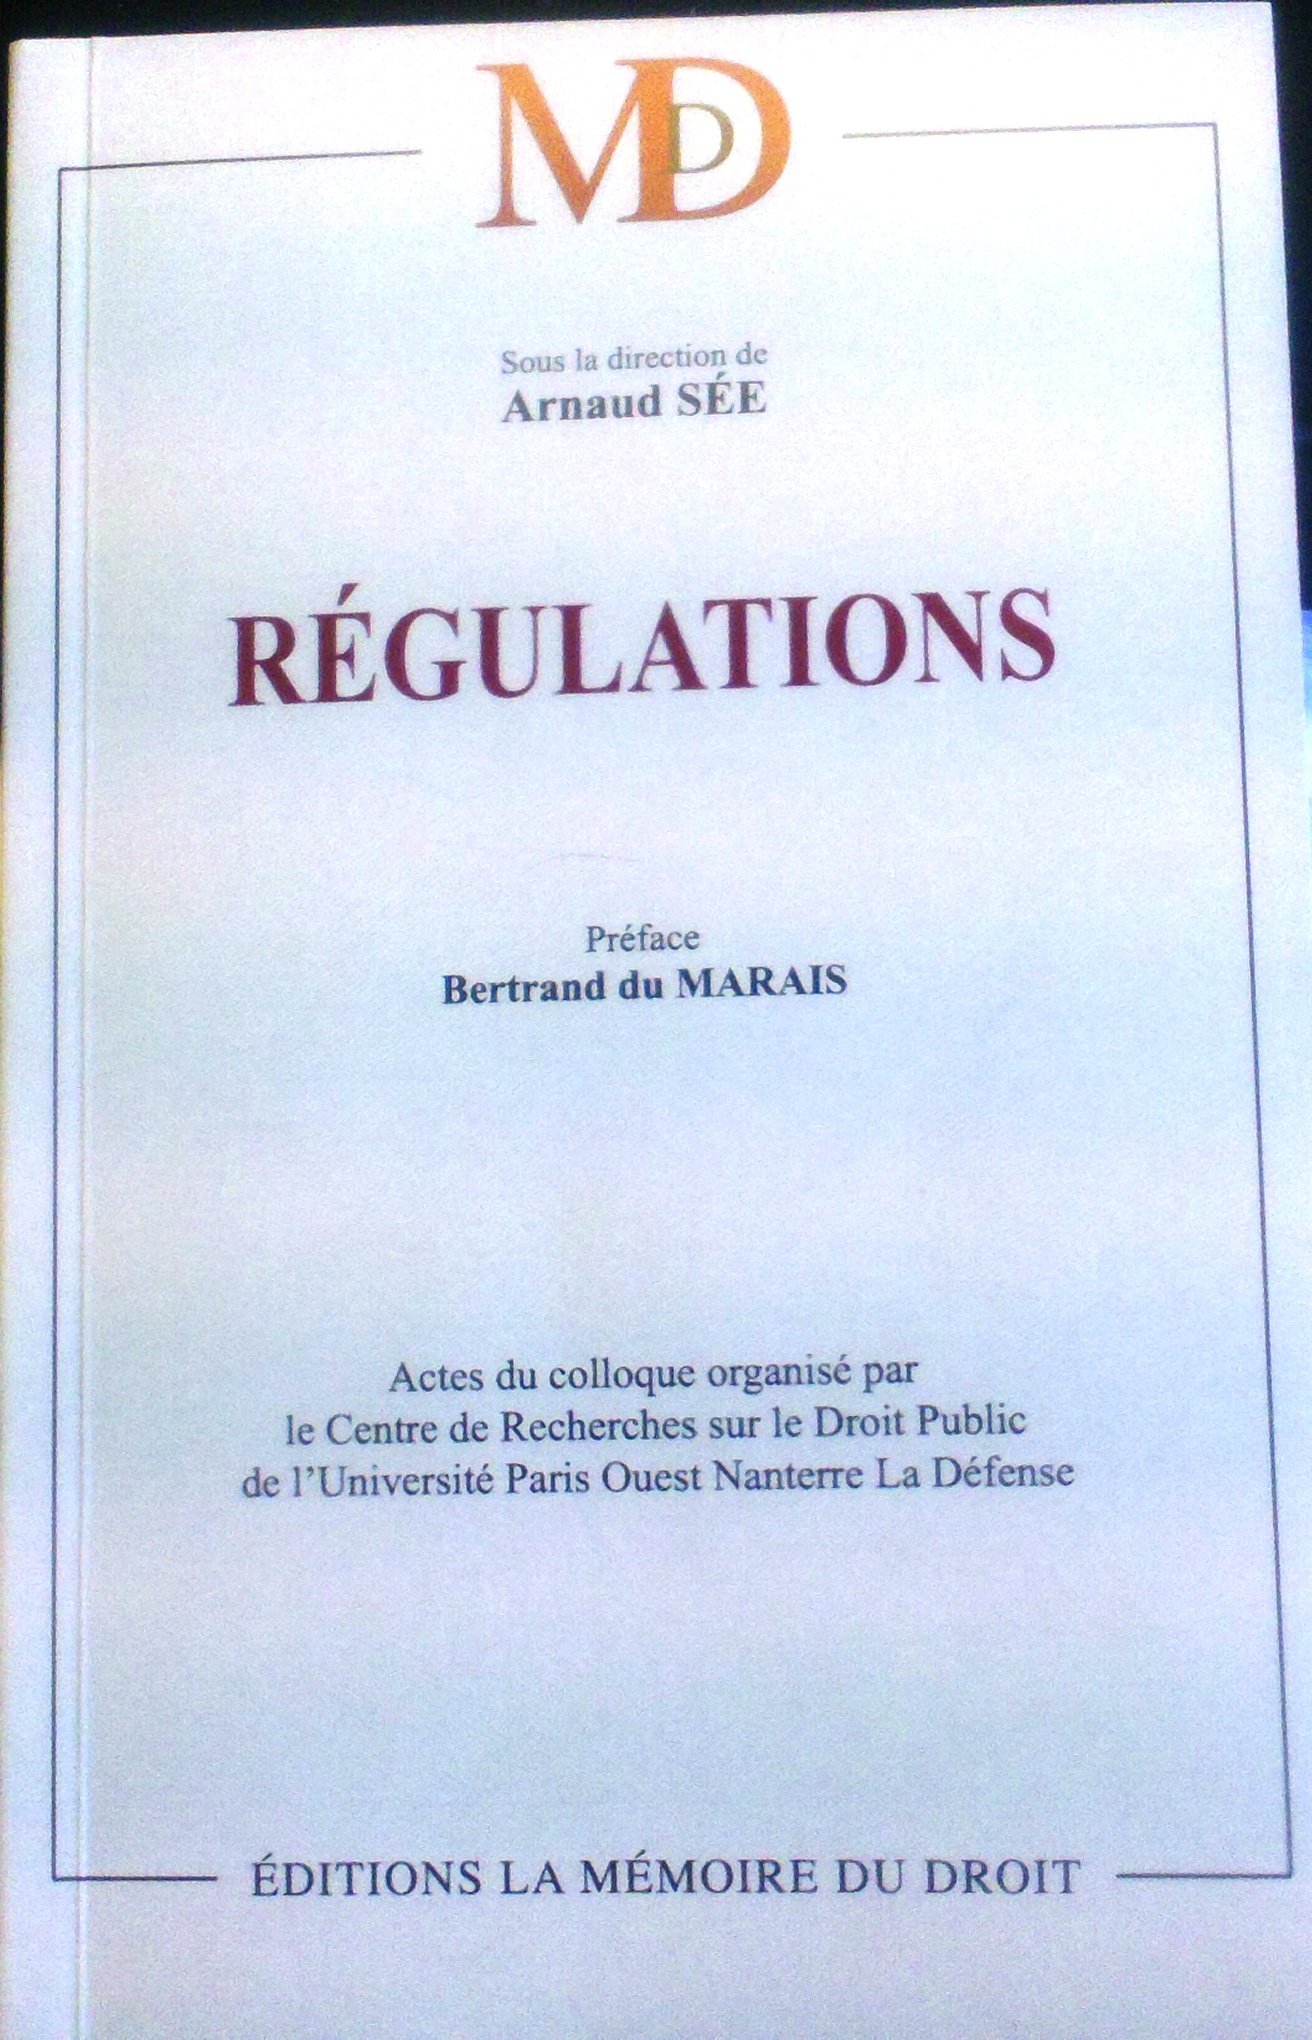 MDD
Sous la direction de
Arnaud SÉE
RÉGULATIONS
Préface
Bertrand du MARAIS
Actes du colloque organisé par
le Centre de Recherches sur le Droit Public
de l'Université Paris Ouest Nanterre La Défense
ÉDITIONS LA MÉMOIRE DU DROIT